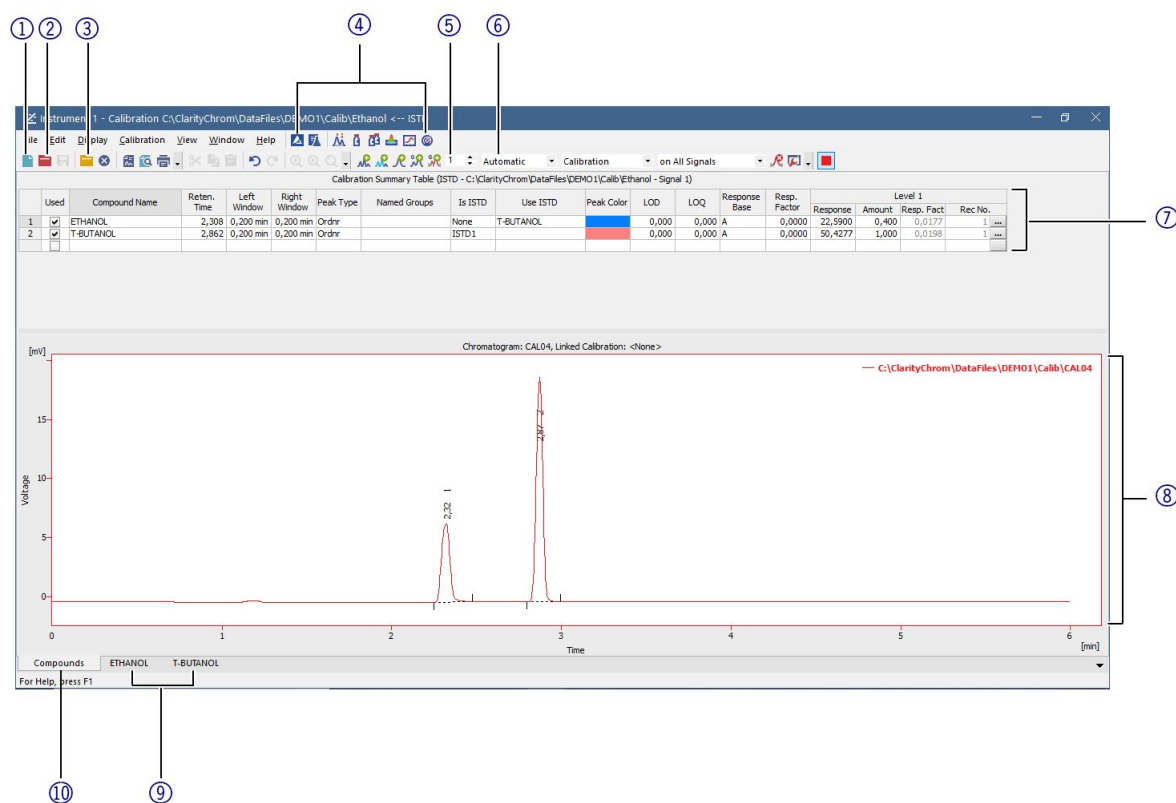 ① ② ③ ④ ⑤ ⑥
Instrument 1 - Calibration C:\ClarityChrom\DataFiles\DEMO1\Calib\Ethanol <-- IST
ile Edit Display Calibration View Window Help
1 Automatic Calibration on All Signals
Calibration Summary Table (ISTD - C:\ClarityChrom\DataFiles\DEMO1\Calib\Ethanol - Signal 1)
Used Compound Name Reten. Time Left Window Right Window Peak Type Named Groups Is ISTD Use ISTD Peak Color LOD LOQ Response Base Resp. Factor Level 1
Response Amount Resp. Fact Rec No.
1 ETHANOL 2,308 0,200 min 0,200 min Ordnr None T-BUTANOL 0,000 0,000 A 0,0000 22,5900 0,400 0,0177 1 ...
2 T-BUTANOL 2,862 0,200 min 0,200 min Ordnr ISTD1 0,000 0,000 A 0,0000 50,4277 1,000 0,0198 1 ...
⑦
Chromatogram: CAL04, Linked Calibration: <None>
[mV]
C:\ClarityChrom\DataFiles\DEMO1\Calib\CAL04
15
10
5
0
Voltage
2,32 1
2,87 2
⑧
0 1 2 3 4 5 6
Time
[min]
Compounds ETHANOL T-BUTANOL
For Help, press F1
⑩ ⑨